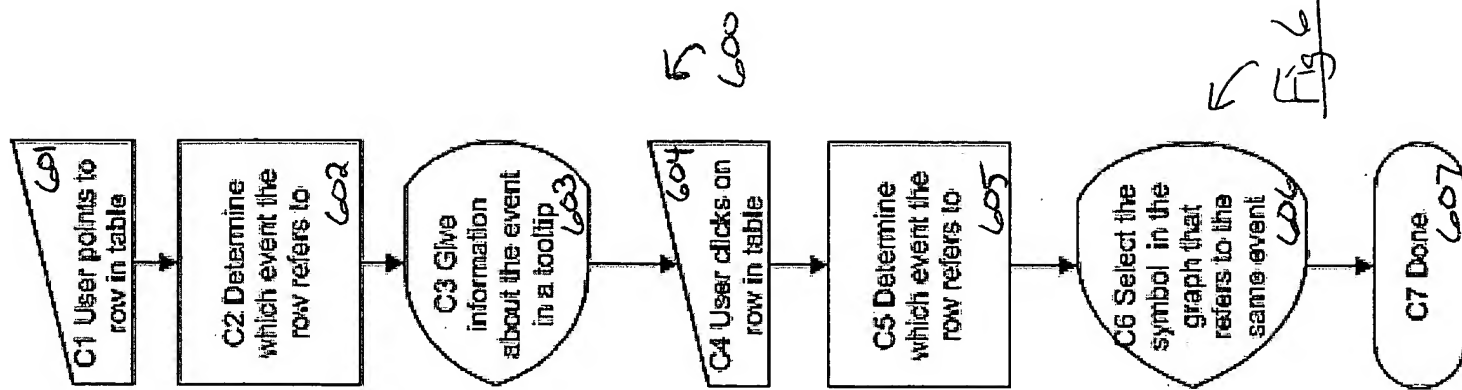 C1 User points to
row in table
601
C2 Determine
which event the
row refers to
602
C3 Give
information
about the event
in a tooltip
603
600
C4 User clicks on
row in table
604
C5 Determine
which event the
row refers to
605
C6 Select the
symbol in the
graph that
refers to the
same event
606
Fig 6
C7 Done
607